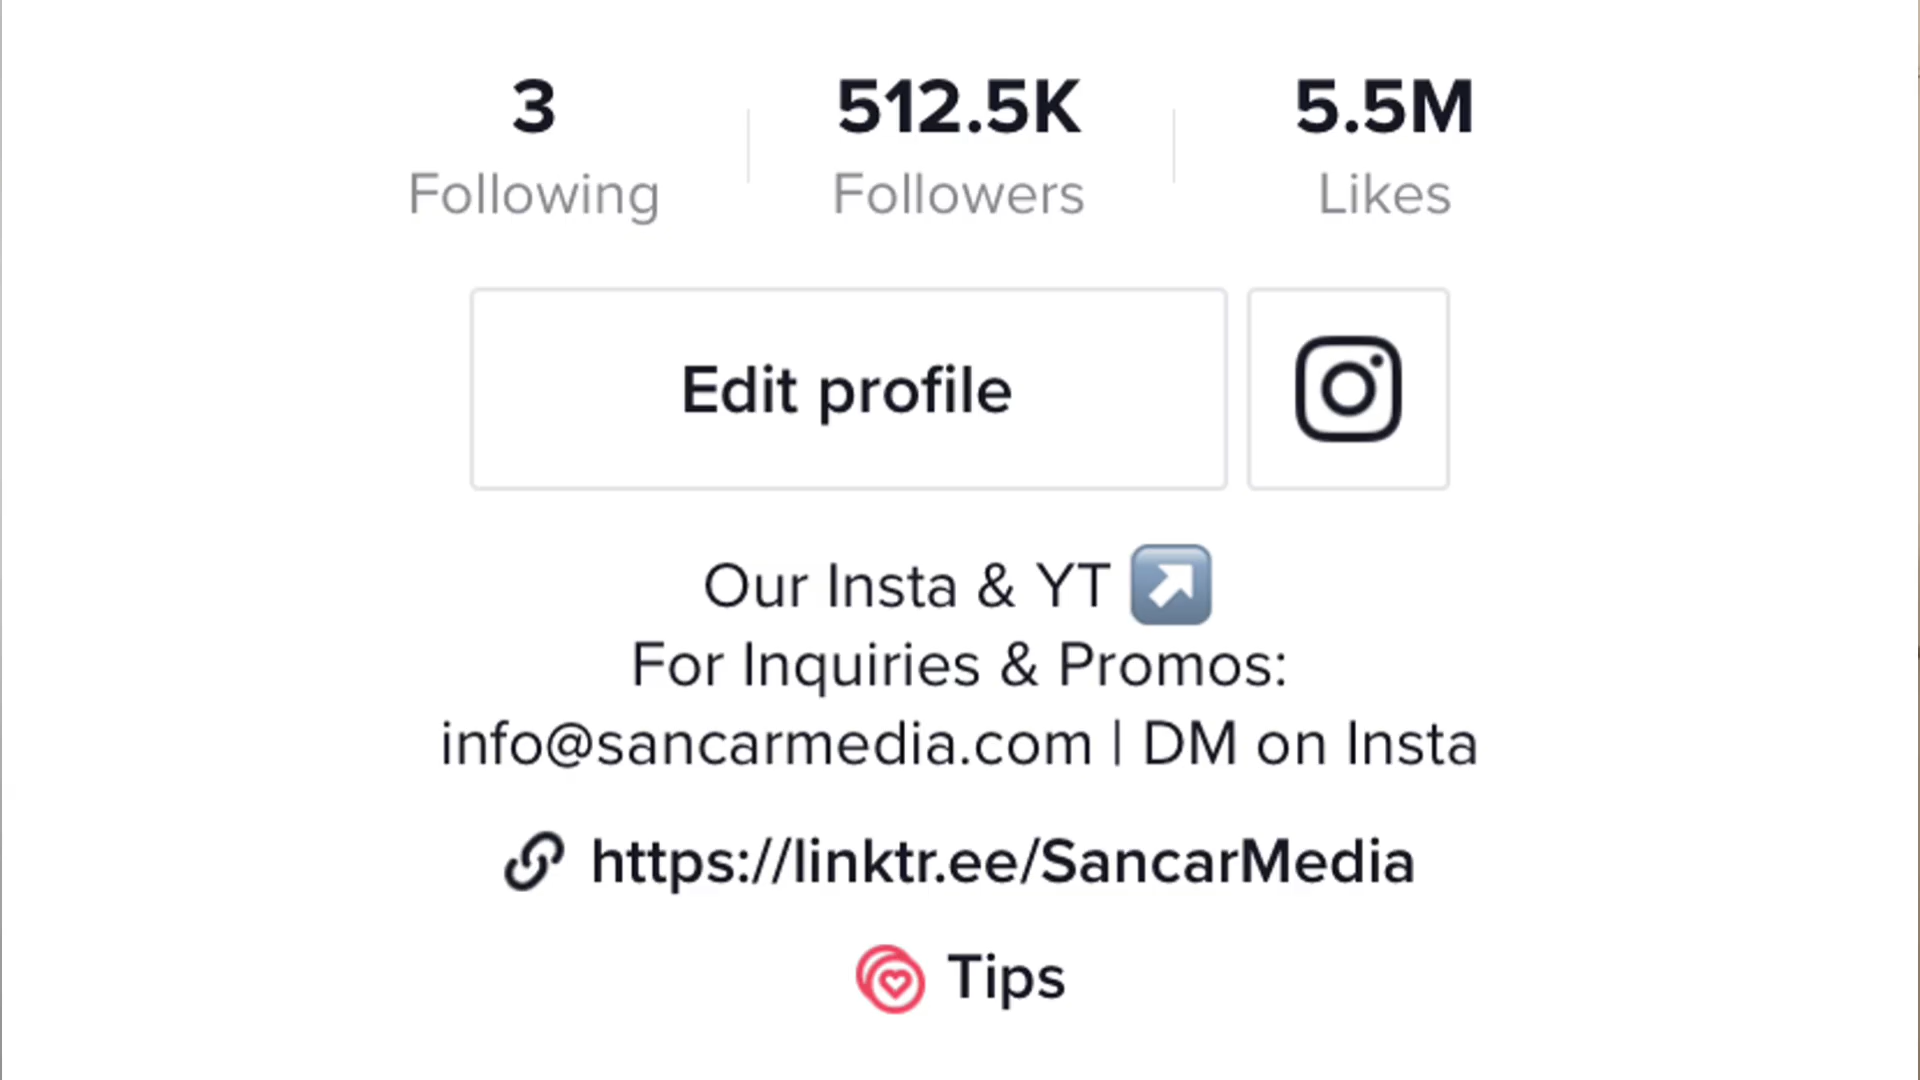 3 512.5K 5.5M
Following Followers Likes
Edit profile
Our Insta & YT ↗️
For Inquiries & Promos:
info@sancarmedia.com | DM on Insta
https://linktr.ee/SancarMedia
Tips